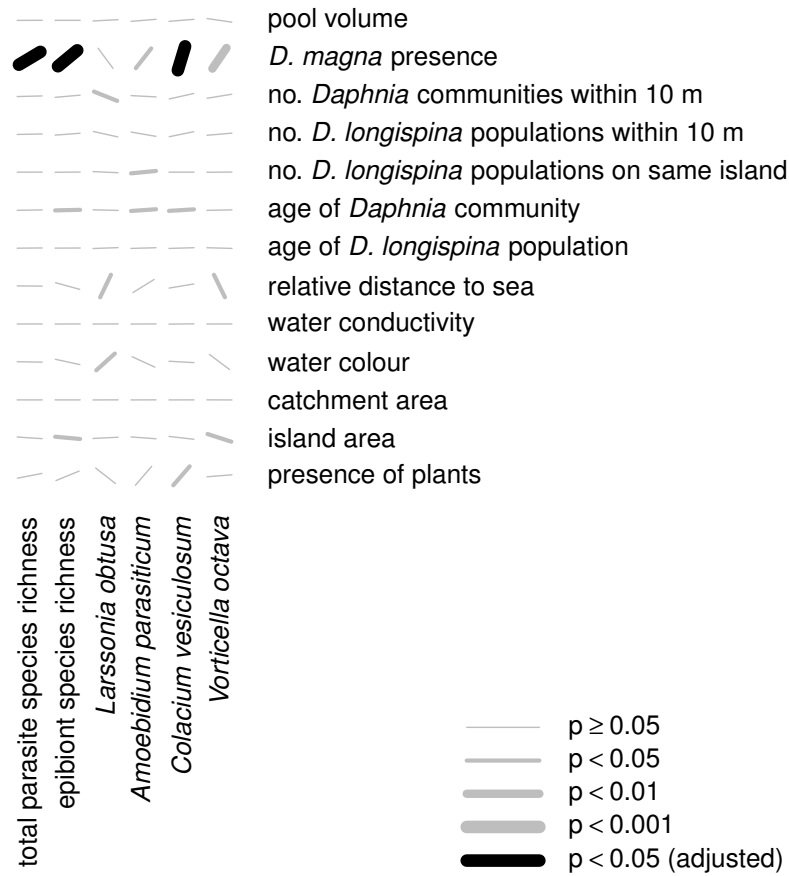 pool volume
D. magna presence
no. Daphnia communities within 10 m
no. D. longispina populations within 10 m
no. D. longispina populations on same island
age of Daphnia community
age of D. longispina population
relative distance to sea
water conductivity
water colour
catchment area
island area
presence of plants
total parasite species richness
epibiont species richness
Larssonia obtusa
Amoebidium parasiticum
Colacium vesiculosum
Vorticella octava
p ≥ 0.05
p < 0.05
p < 0.01
p < 0.001
p < 0.05 (adjusted)